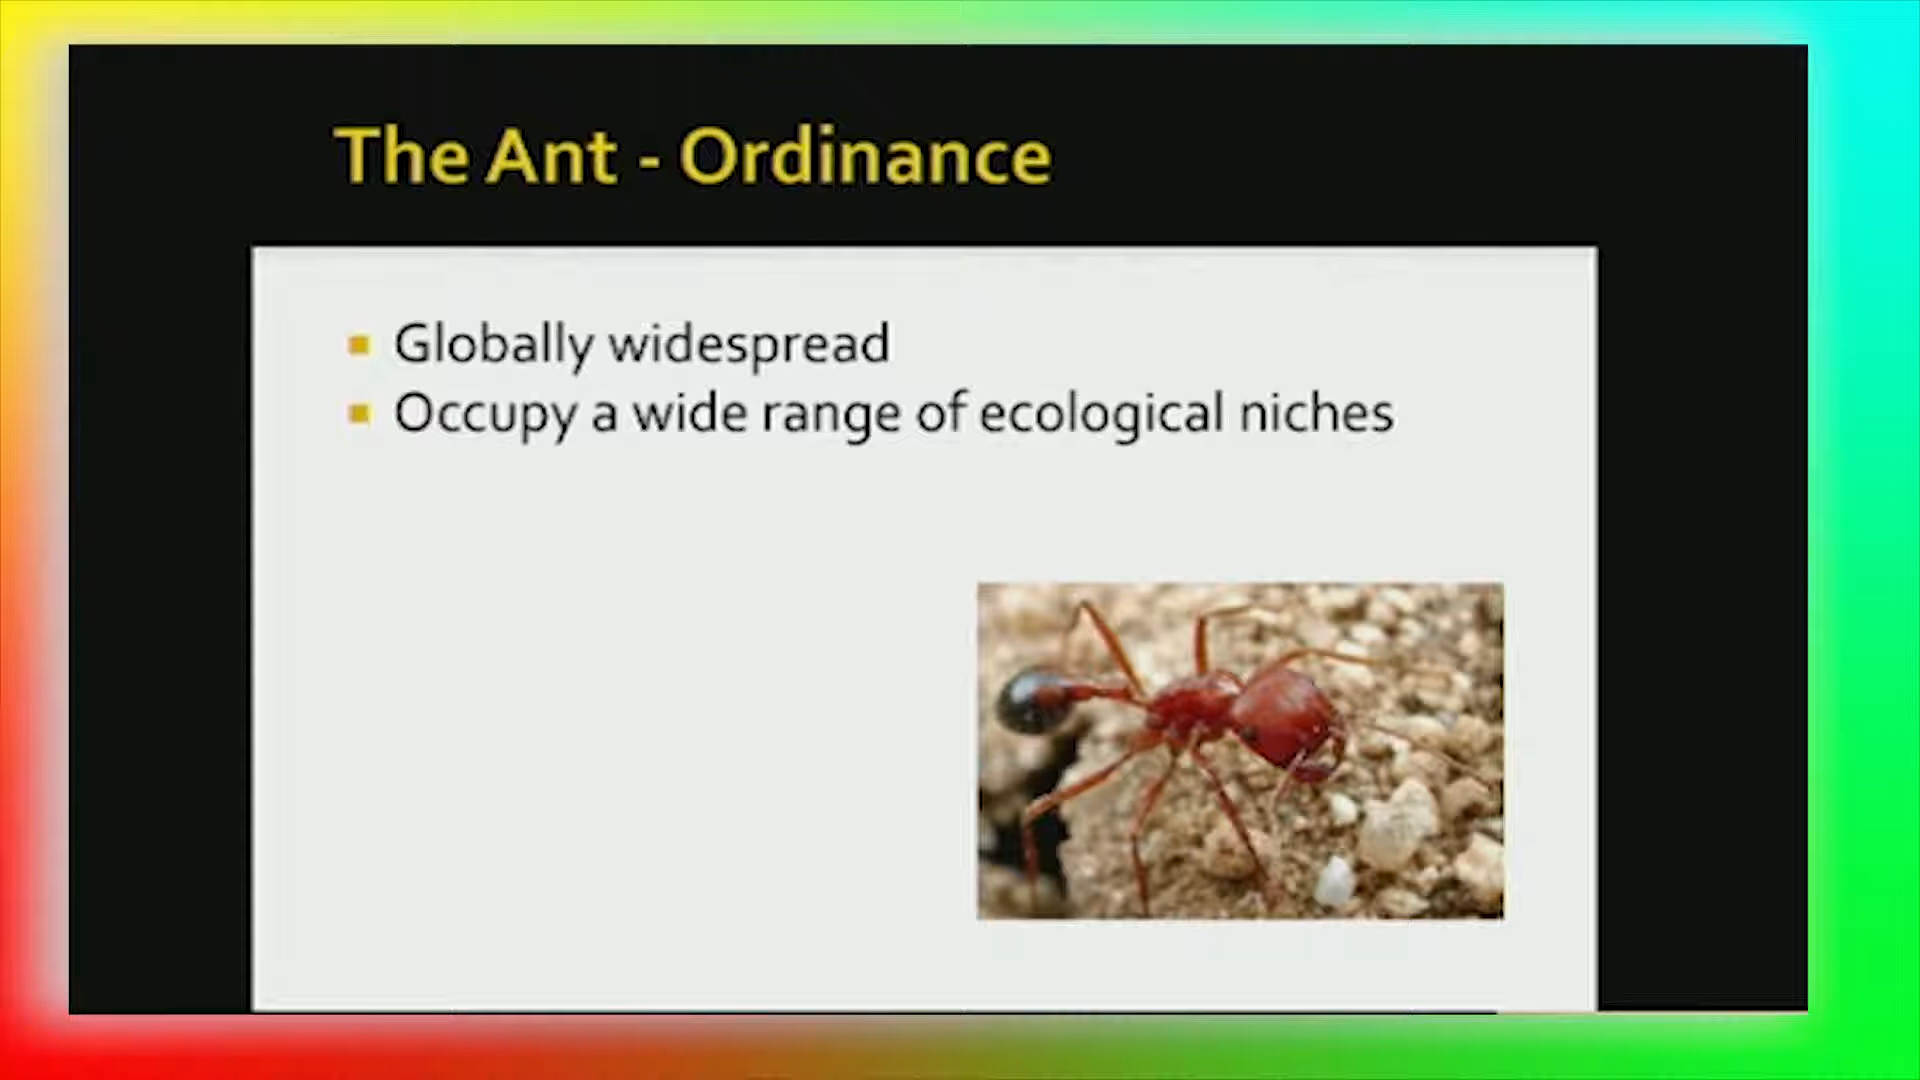 The Ant - Ordinance
Globally widespread
Occupy a wide range of ecological niches